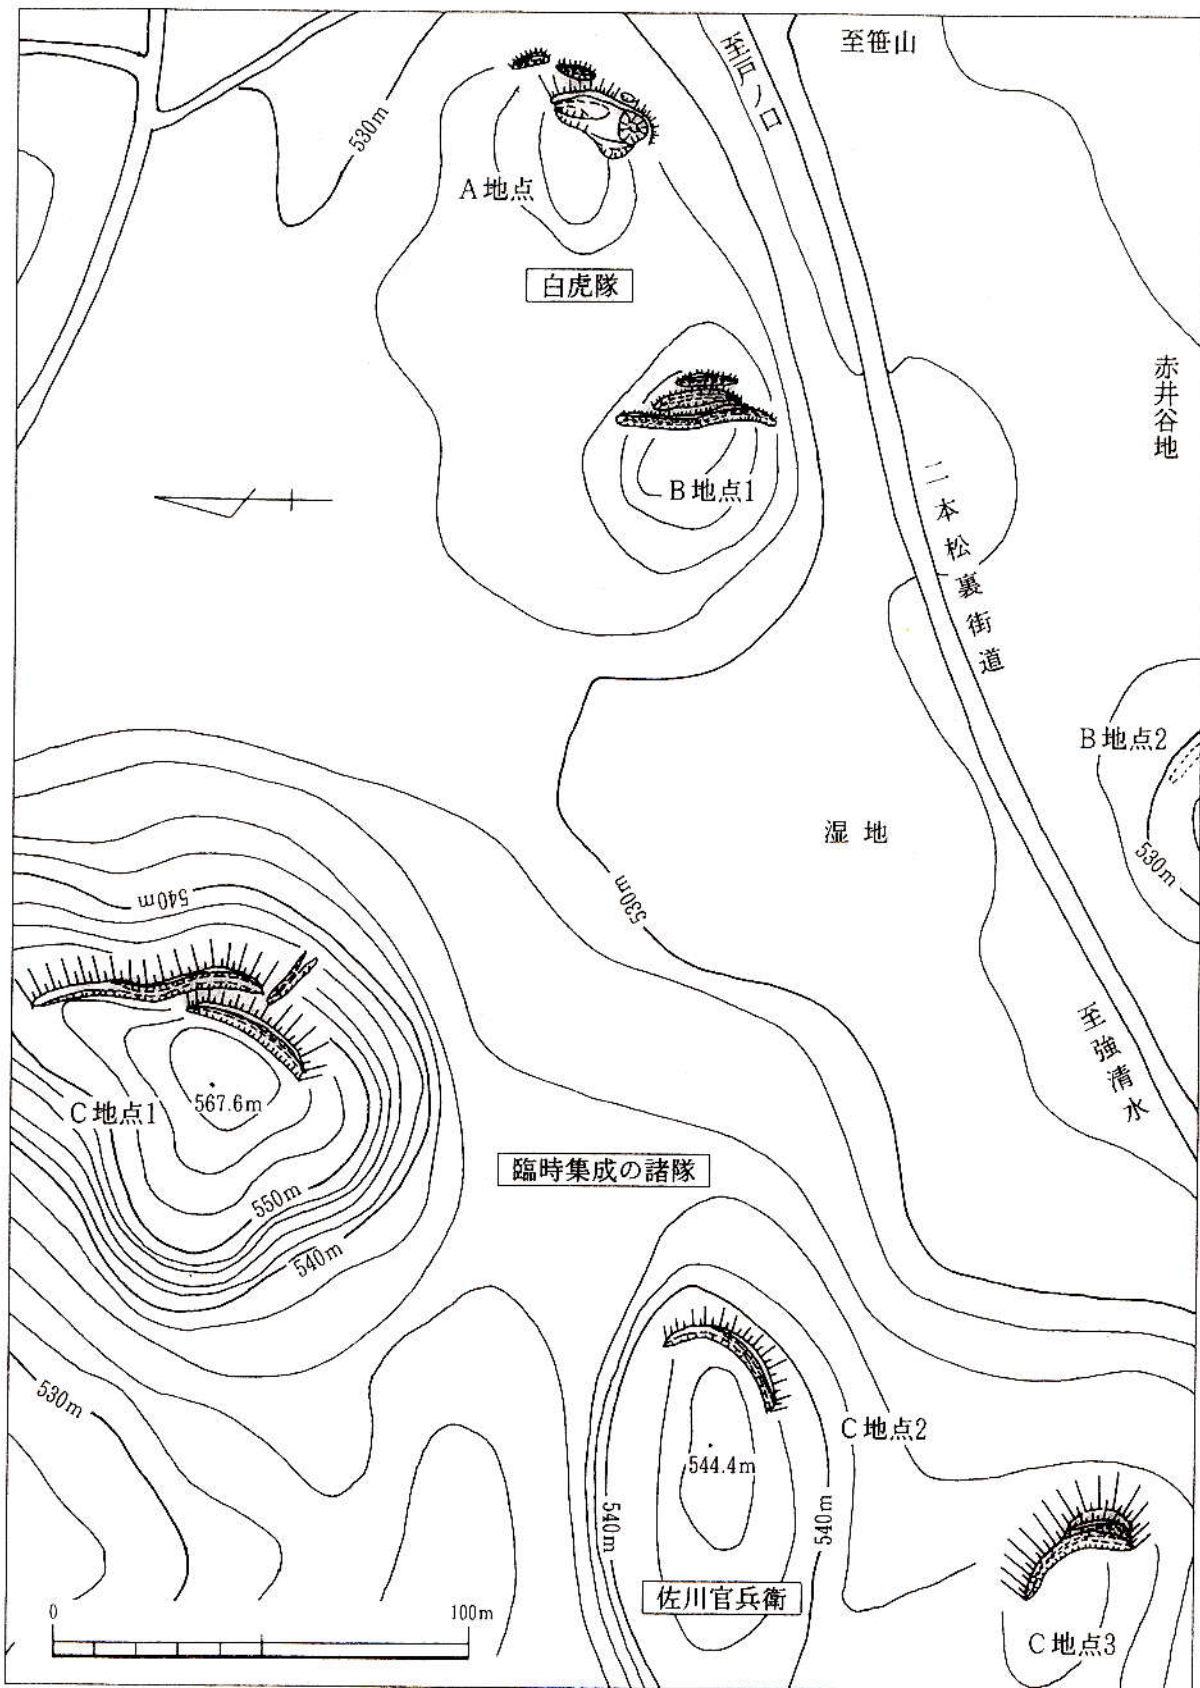 至笹山
至戸ノ口
530m
A地点
白虎隊
赤井谷地
B地点1
二本松裏街道
B地点2
湿地
530m
540m
530m
至強清水
567.6m
C地点1
臨時集成の諸隊
550m
540m
530m
C地点2
544.4m
540m
540m
佐川官兵衛
0
100m
C地点3